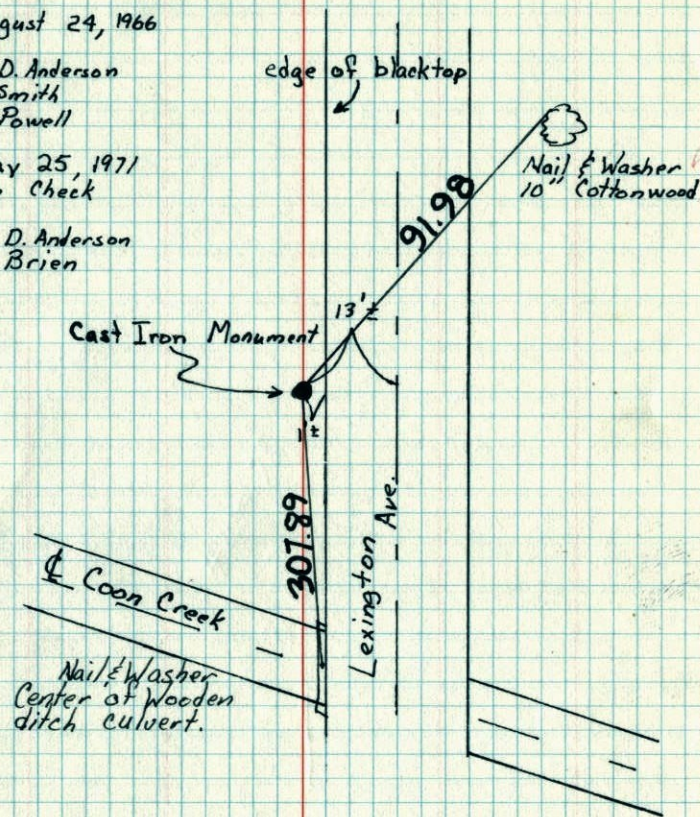 gust 24, 1966
D. Anderson
Smith
Powell
y 25, 1971
Check
D. Anderson
Brien
edge of blacktop
Nail & Washer
10" Cottonwood
91.98
13' ±
Cast Iron Monument
1' ±
307.89
Lexington Ave.
℄ Coon Creek
Nail & Washer
Center of Wooden
ditch culvert.